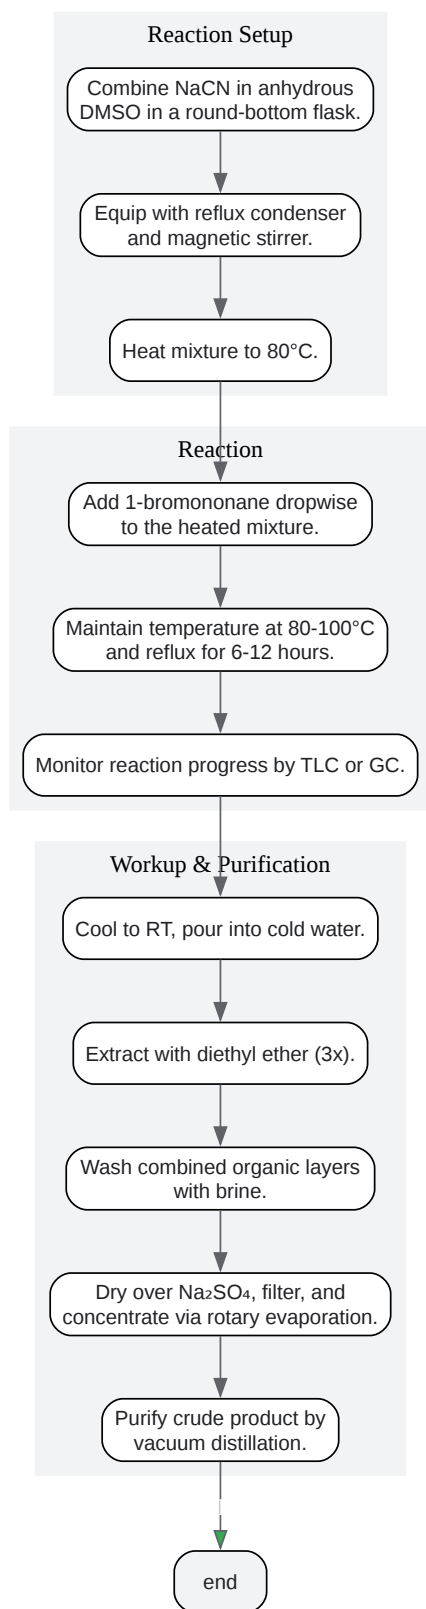 Reaction Setup
Combine NaCN in anhydrous
DMSO in a round-bottom flask.
Equip with reflux condenser
and magnetic stirrer.
Heat mixture to 80°C.
Reaction
Add 1-bromononane dropwise
to the heated mixture.
Maintain temperature at 80-100°C
and reflux for 6-12 hours.
Monitor reaction progress by TLC or GC.
Workup & Purification
Cool to RT, pour into cold water.
Extract with diethyl ether (3x).
Wash combined organic layers
with brine.
Dry over Na₂SO₄, filter, and
concentrate via rotary evaporation.
Purify crude product by
vacuum distillation.
end